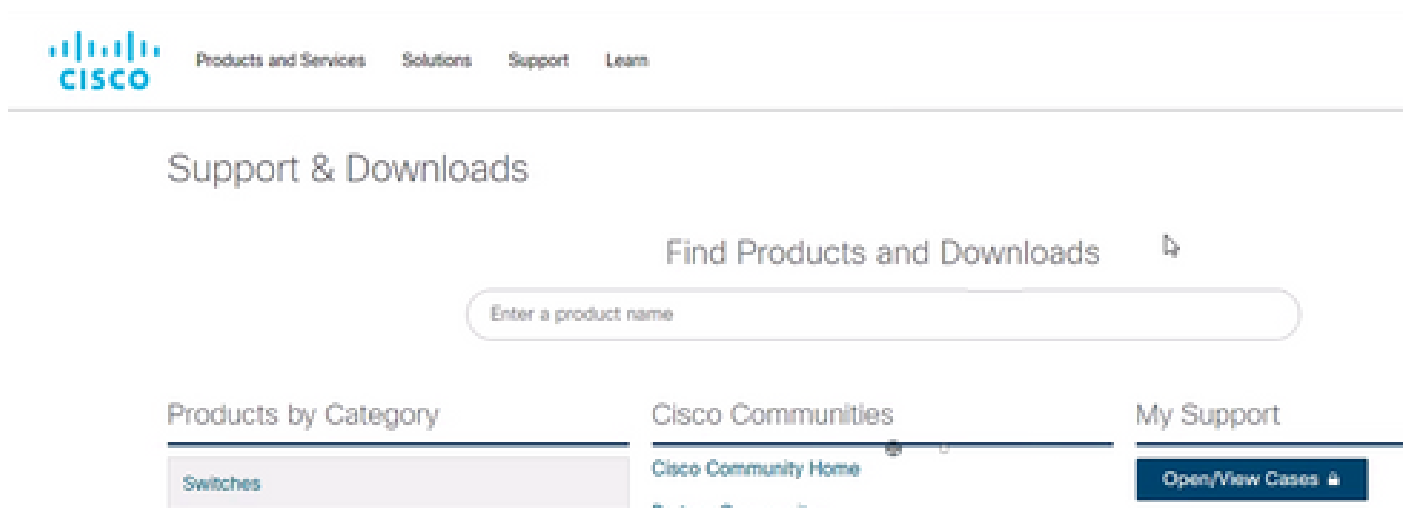 CISCO
Products and Services Solutions Support Learn
Support & Downloads
Find Products and Downloads
Enter a product name
Products by Category
Cisco Communities
My Support
Switches
Cisco Community Home
Open/View Cases